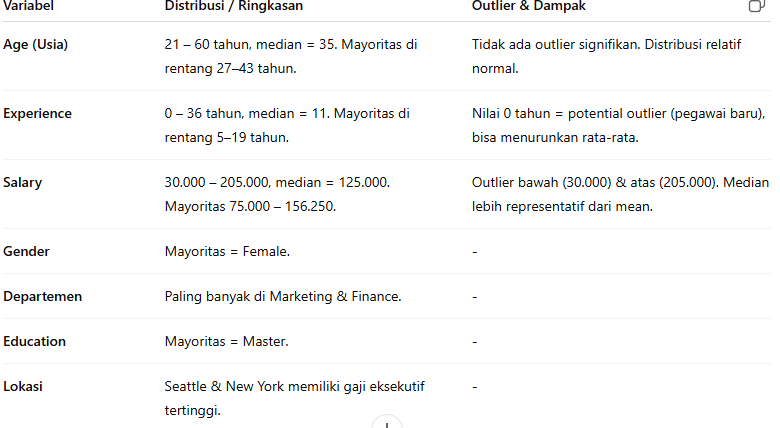 Variabel Distribusi / Ringkasan Outlier & Dampak
Age (Usia) 21 – 60 tahun, median = 35. Mayoritas di Tidak ada outlier signifikan. Distribusi relatif
rentang 27–43 tahun. normal.
Experience 0 – 36 tahun, median = 11. Mayoritas di Nilai 0 tahun = potential outlier (pegawai baru),
rentang 5–19 tahun. bisa menurunkan rata-rata.
Salary 30.000 – 205.000, median = 125.000. Outlier bawah (30.000) & atas (205.000). Median
Mayoritas 75.000 – 156.250. lebih representatif dari mean.
Gender Mayoritas = Female. -
Departemen Paling banyak di Marketing & Finance. -
Education Mayoritas = Master. -
Lokasi Seattle & New York memiliki gaji eksekutif -
tertinggi.